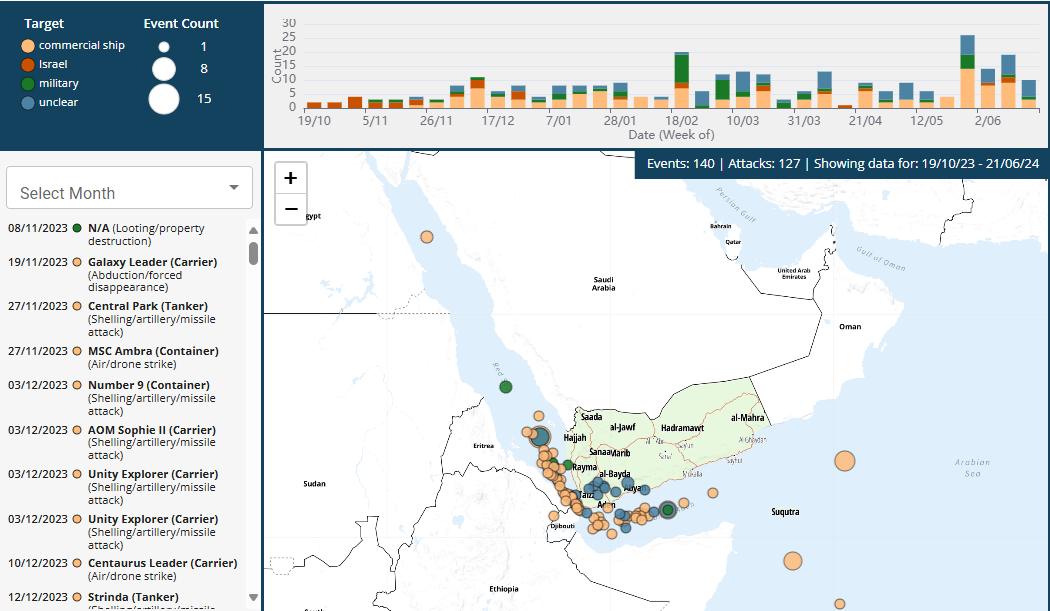 Target
Event Count
commercial ship
Israel
military
unclear
1
8
15
Count
30
25
20
15
10
5
0
19/10
5/11
26/11
17/12
7/01
28/01
18/02
10/03
31/03
21/04
12/05
2/06
Date (Week of)
Events: 140 | Attacks: 127 | Showing data for: 19/10/23 - 21/06/24
Select Month
08/11/2023 N/A (Looting/property
destruction)
19/11/2023 Galaxy Leader (Carrier)
(Abduction/forced
disappearance)
27/11/2023 Central Park (Tanker)
(Shelling/artillery/missile
attack)
27/11/2023 MSC Ambra (Container)
(Air/drone strike)
03/12/2023 Number 9 (Container)
(Shelling/artillery/missile
attack)
03/12/2023 AOM Sophie II (Carrier)
(Shelling/artillery/missile
attack)
03/12/2023 Unity Explorer (Carrier)
(Shelling/artillery/missile
attack)
03/12/2023 Unity Explorer (Carrier)
(Shelling/artillery/missile
attack)
10/12/2023 Centaurus Leader (Carrier)
(Air/drone strike)
12/12/2023 Strinda (Tanker)
(Shelling/artillery/missile
+
−
gypt
Persian Gulf
Bahrain
Qatar
Gulf of Oman
United Arab
Emirates
Saudi
Arabia
Oman
Red
Saada
al-Jawf
Hadramawt
al-Mahra
Hajjah
Sanaa
Marib
al-Ghaydah
Sayhut
Mukalla
Rayma
al-Bayda
Taizz
Eritrea
Sudan
Djibouti
Suqutra
Arabian
Sea
Ethiopia